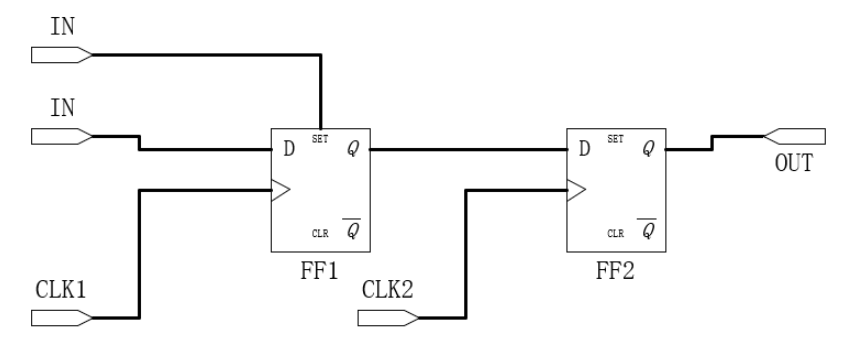 IN
IN
D SET Q
CLR Q
FF1
CLK1
D SET Q
CLR Q
FF2
CLK2
OUT